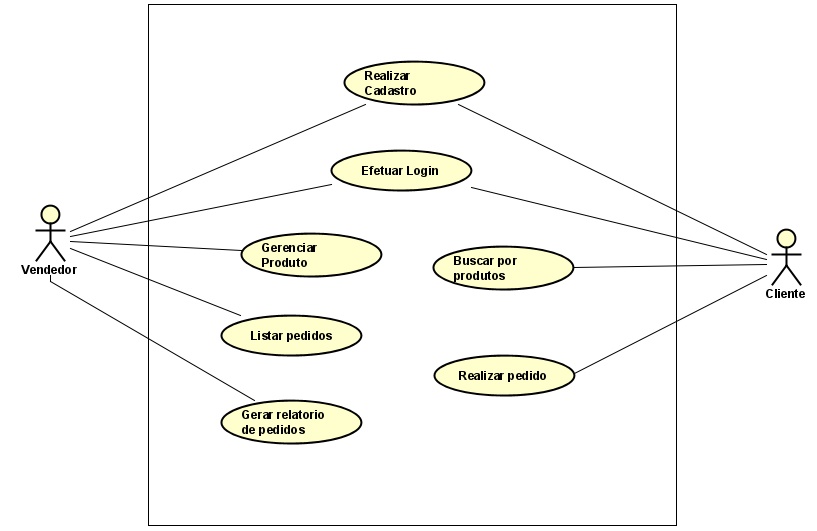 Realizar
Cadastro
Efetuar Login
Gerenciar
Produto
Buscar por
produtos
Vendedor
Cliente
Listar pedidos
Realizar pedido
Gerar relatorio
de pedidos